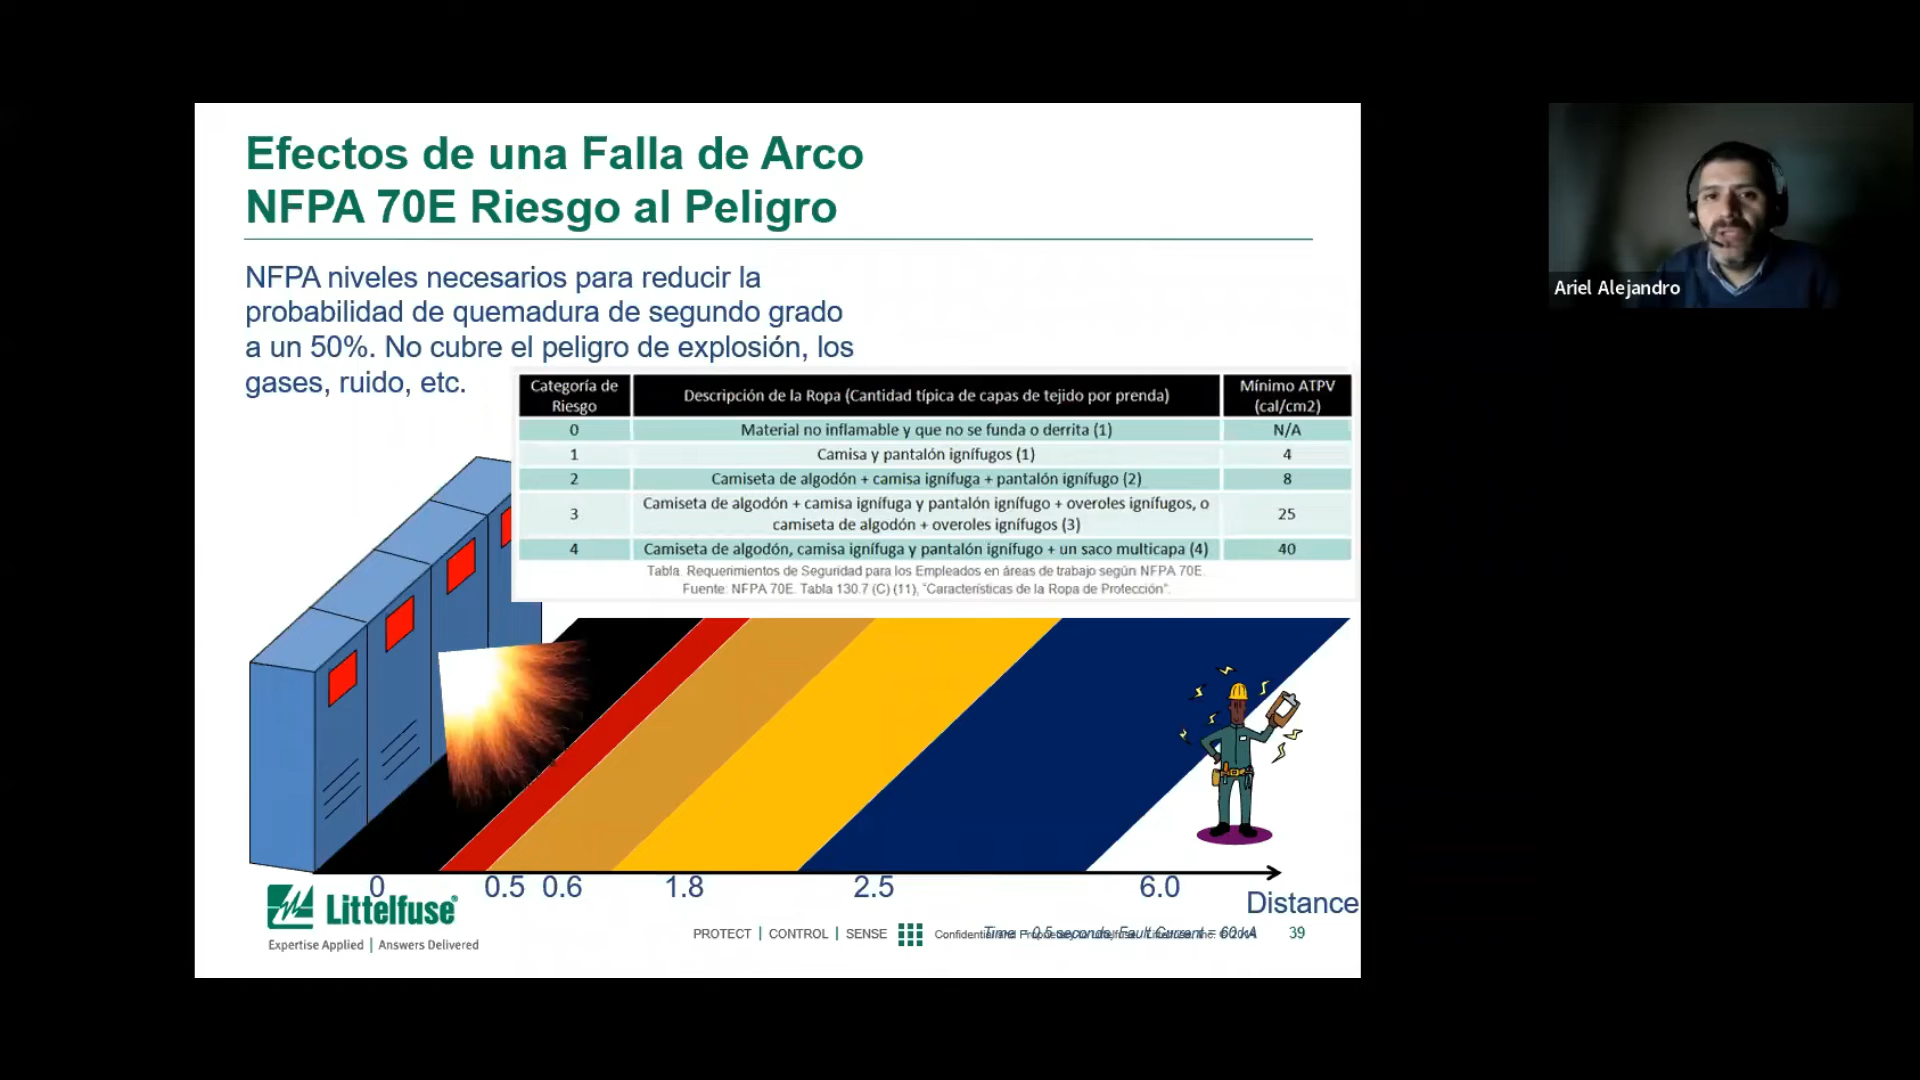 Efectos de una Falla de Arco
NFPA 70E Riesgo al Peligro
NFPA niveles necesarios para reducir la
probabilidad de quemadura de segundo grado
a un 50%. No cubre el peligro de explosión, los
gases, ruido, etc.
Categoría de Riesgo Descripción de la Ropa (Cantidad típica de capas de tejido por prenda) Mínimo ATPV (cal/cm2)
0 Material no inflamable y que no se funda o derrita (1) N/A
1 Camisa y pantalón ignífugos (1) 4
2 Camiseta de algodón + camisa ignífuga + pantalón ignífugo (2) 8
3 Camiseta de algodón + camisa ignífuga y pantalón ignífugo + overoles ignífugos, o
camiseta de algodón + overoles ignífugos (3) 25
4 Camiseta de algodón, camisa ignífuga y pantalón ignífugo + un saco multicapa (4) 40
Tabla. Requerimientos de Seguridad para los Empleados en áreas de trabajo según NFPA 70E.
Fuente: NFPA 70E. Tabla 130.7 (C) (11), "Características de la Ropa de Protección".
0 0.5 0.6 1.8 2.5 6.0
Distance
Littelfuse
Expertise Applied | Answers Delivered
PROTECT | CONTROL | SENSE
Time = 0.5 seconds, Fault Current = 60 kA
39
Ariel Alejandro